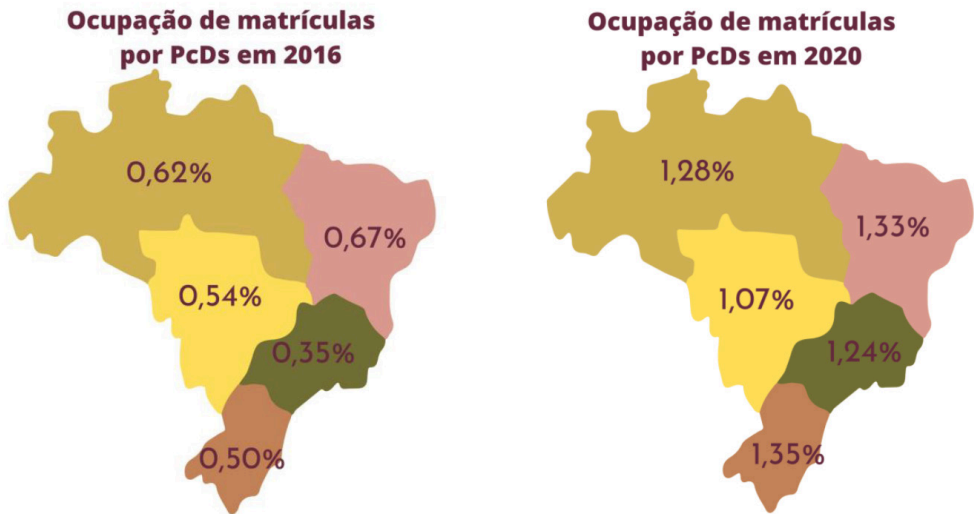 Ocupação de matrículas
por PcDs em 2016
0,62%
0,67%
0,54%
0,35%
0,50%
Ocupação de matrículas
por PcDs em 2020
1,28%
1,33%
1,07%
1,24%
1,35%